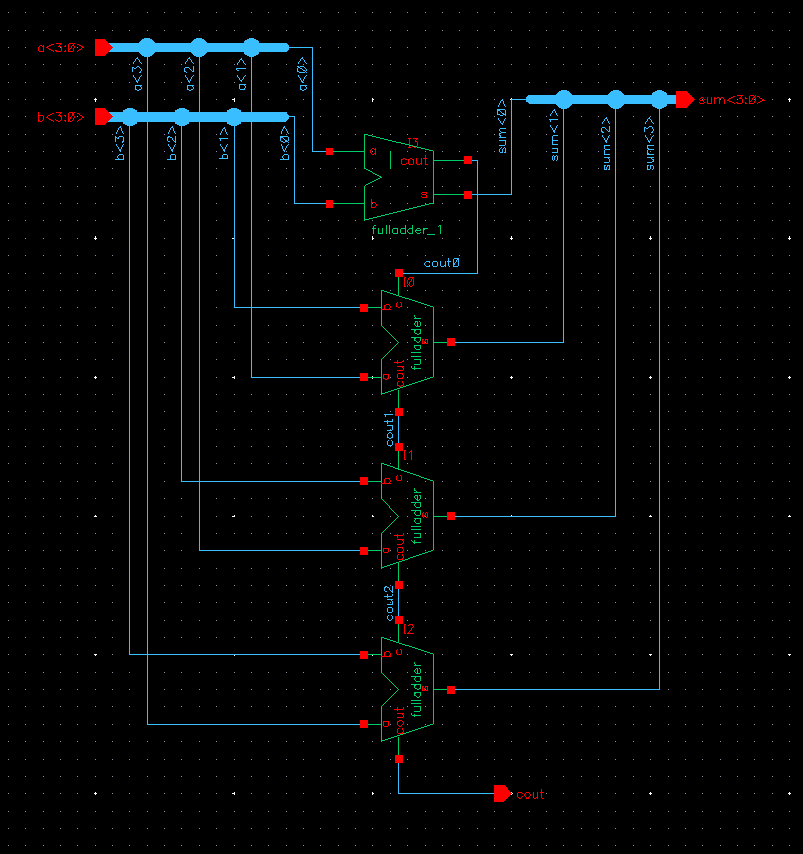 a<3:0>
a<3>
a<2>
a<1>
a<0>
b<3:0>
b<3>
b<2>
b<1>
b<0>
sum<0>
sum<1>
sum<2>
sum<3>
sum<3:0>
I3
a
cout
s
b
fulladder_1
cout0
I0
b c
fulladder
s
a
cout
cout1
I1
b c
fulladder
s
a
cout
cout2
I2
b c
fulladder
s
a
cout
cout